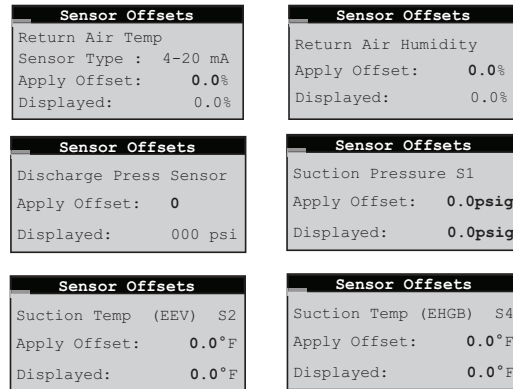 Sensor Offsets
Return Air Temp
Sensor Type : 4-20 mA
Apply Offset: 0.0%
Displayed: 0.0%
Sensor Offsets
Return Air Humidity
Apply Offset: 0.0%
Displayed: 0.0%
Sensor Offsets
Discharge Press Sensor
Apply Offset: 0
Displayed: 000 psi
Sensor Offsets
Suction Pressure S1
Apply Offset: 0.0psig
Displayed: 0.0psig
Sensor Offsets
Suction Temp (EEV) S2
Apply Offset: 0.0°F
Displayed: 0.0°F
Sensor Offsets
Suction Temp (EHGB) S4
Apply Offset: 0.0°F
Displayed: 0.0°F